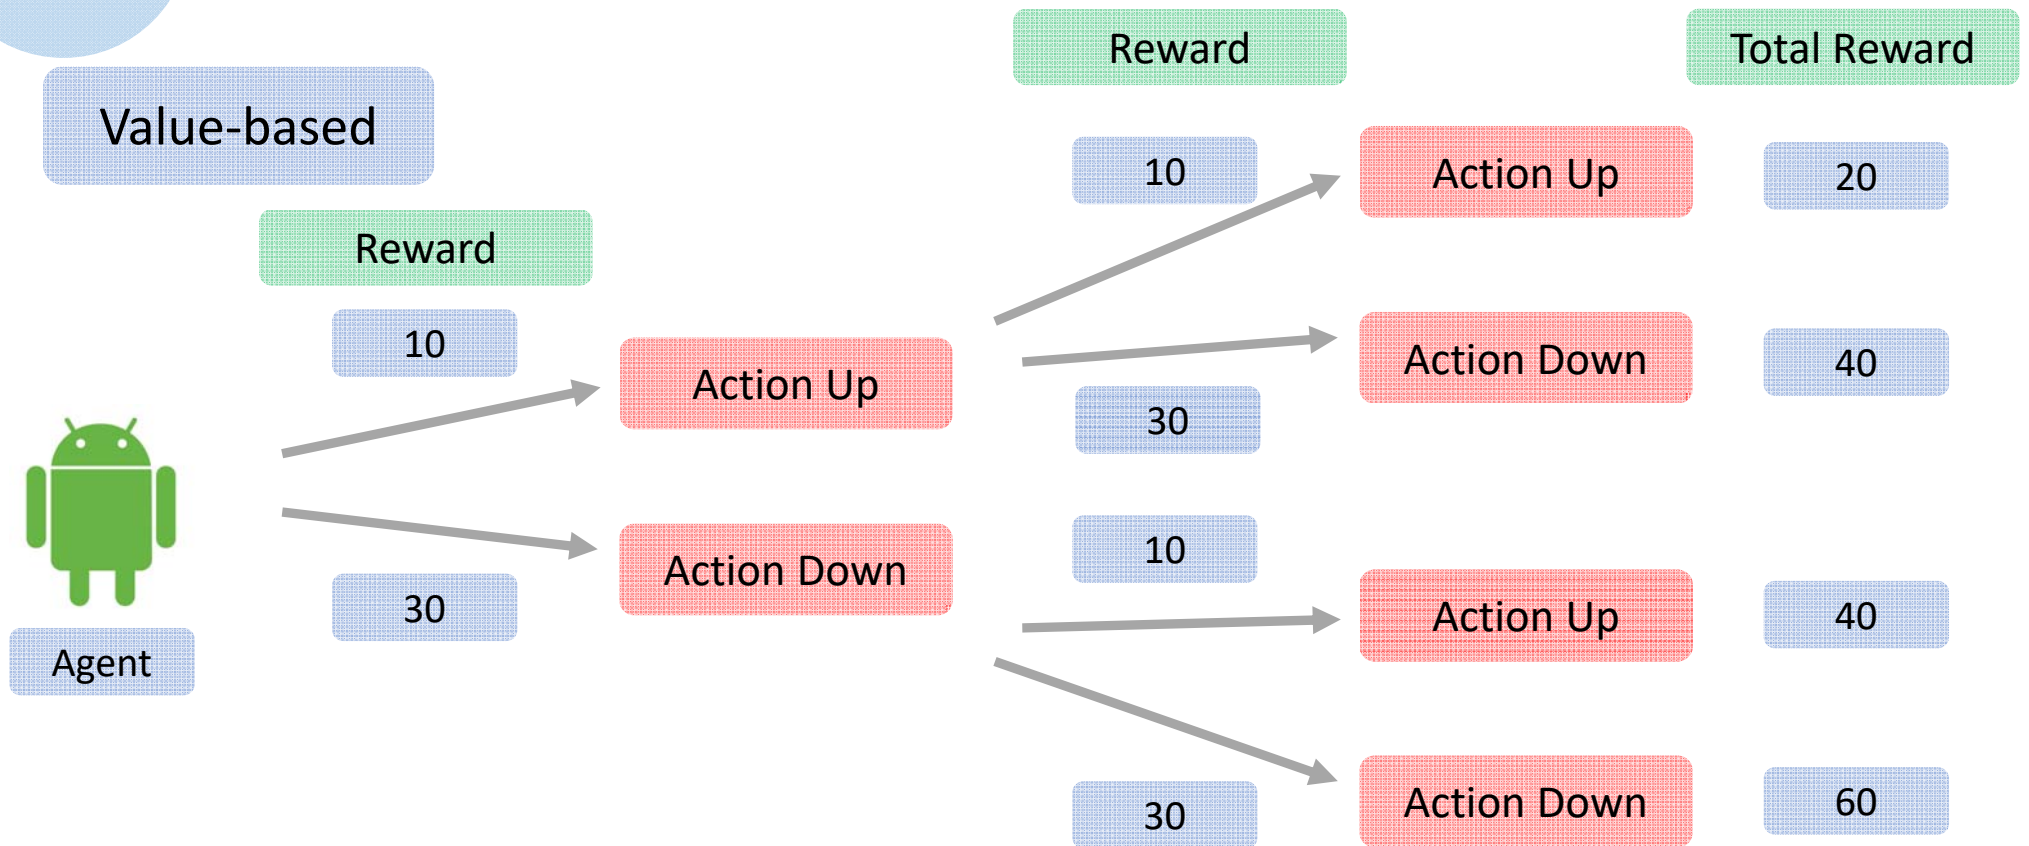 Reward
Total Reward
Value-based
10
Action Up
20
Reward
10
Action Up
Action Down
40
30
Agent
30
Action Down
10
Action Up
40
30
Action Down
60